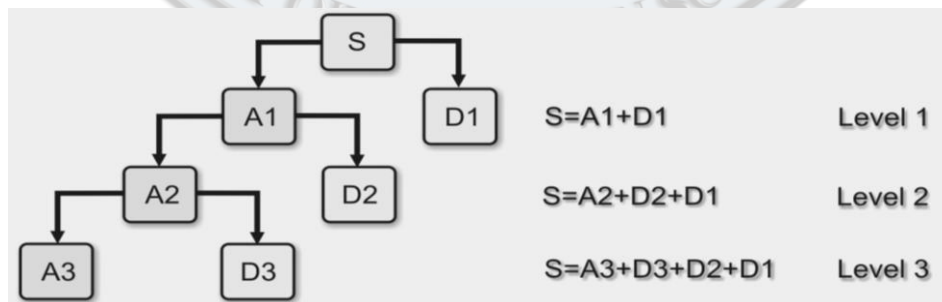 S
A1
D1
S=A1+D1
Level 1
A2
D2
S=A2+D2+D1
Level 2
A3
D3
S=A3+D3+D2+D1
Level 3